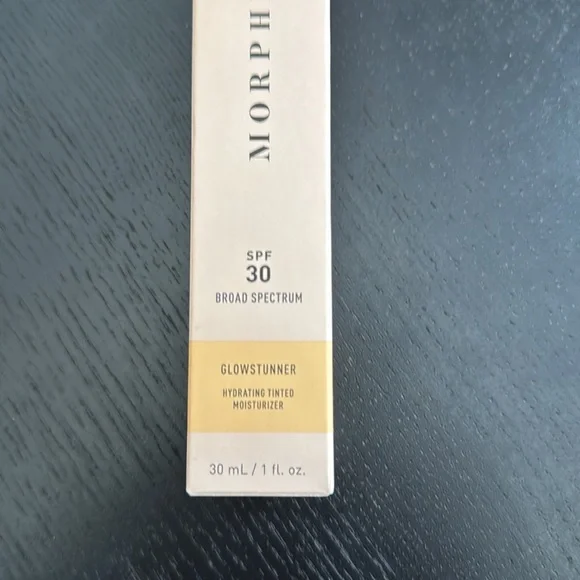 MORPH
SPF
30
BROAD SPECTRUM
GLOWSTUNNER
HYDRATING TINTED
MOISTURIZER
30 mL / 1 fl. oz.